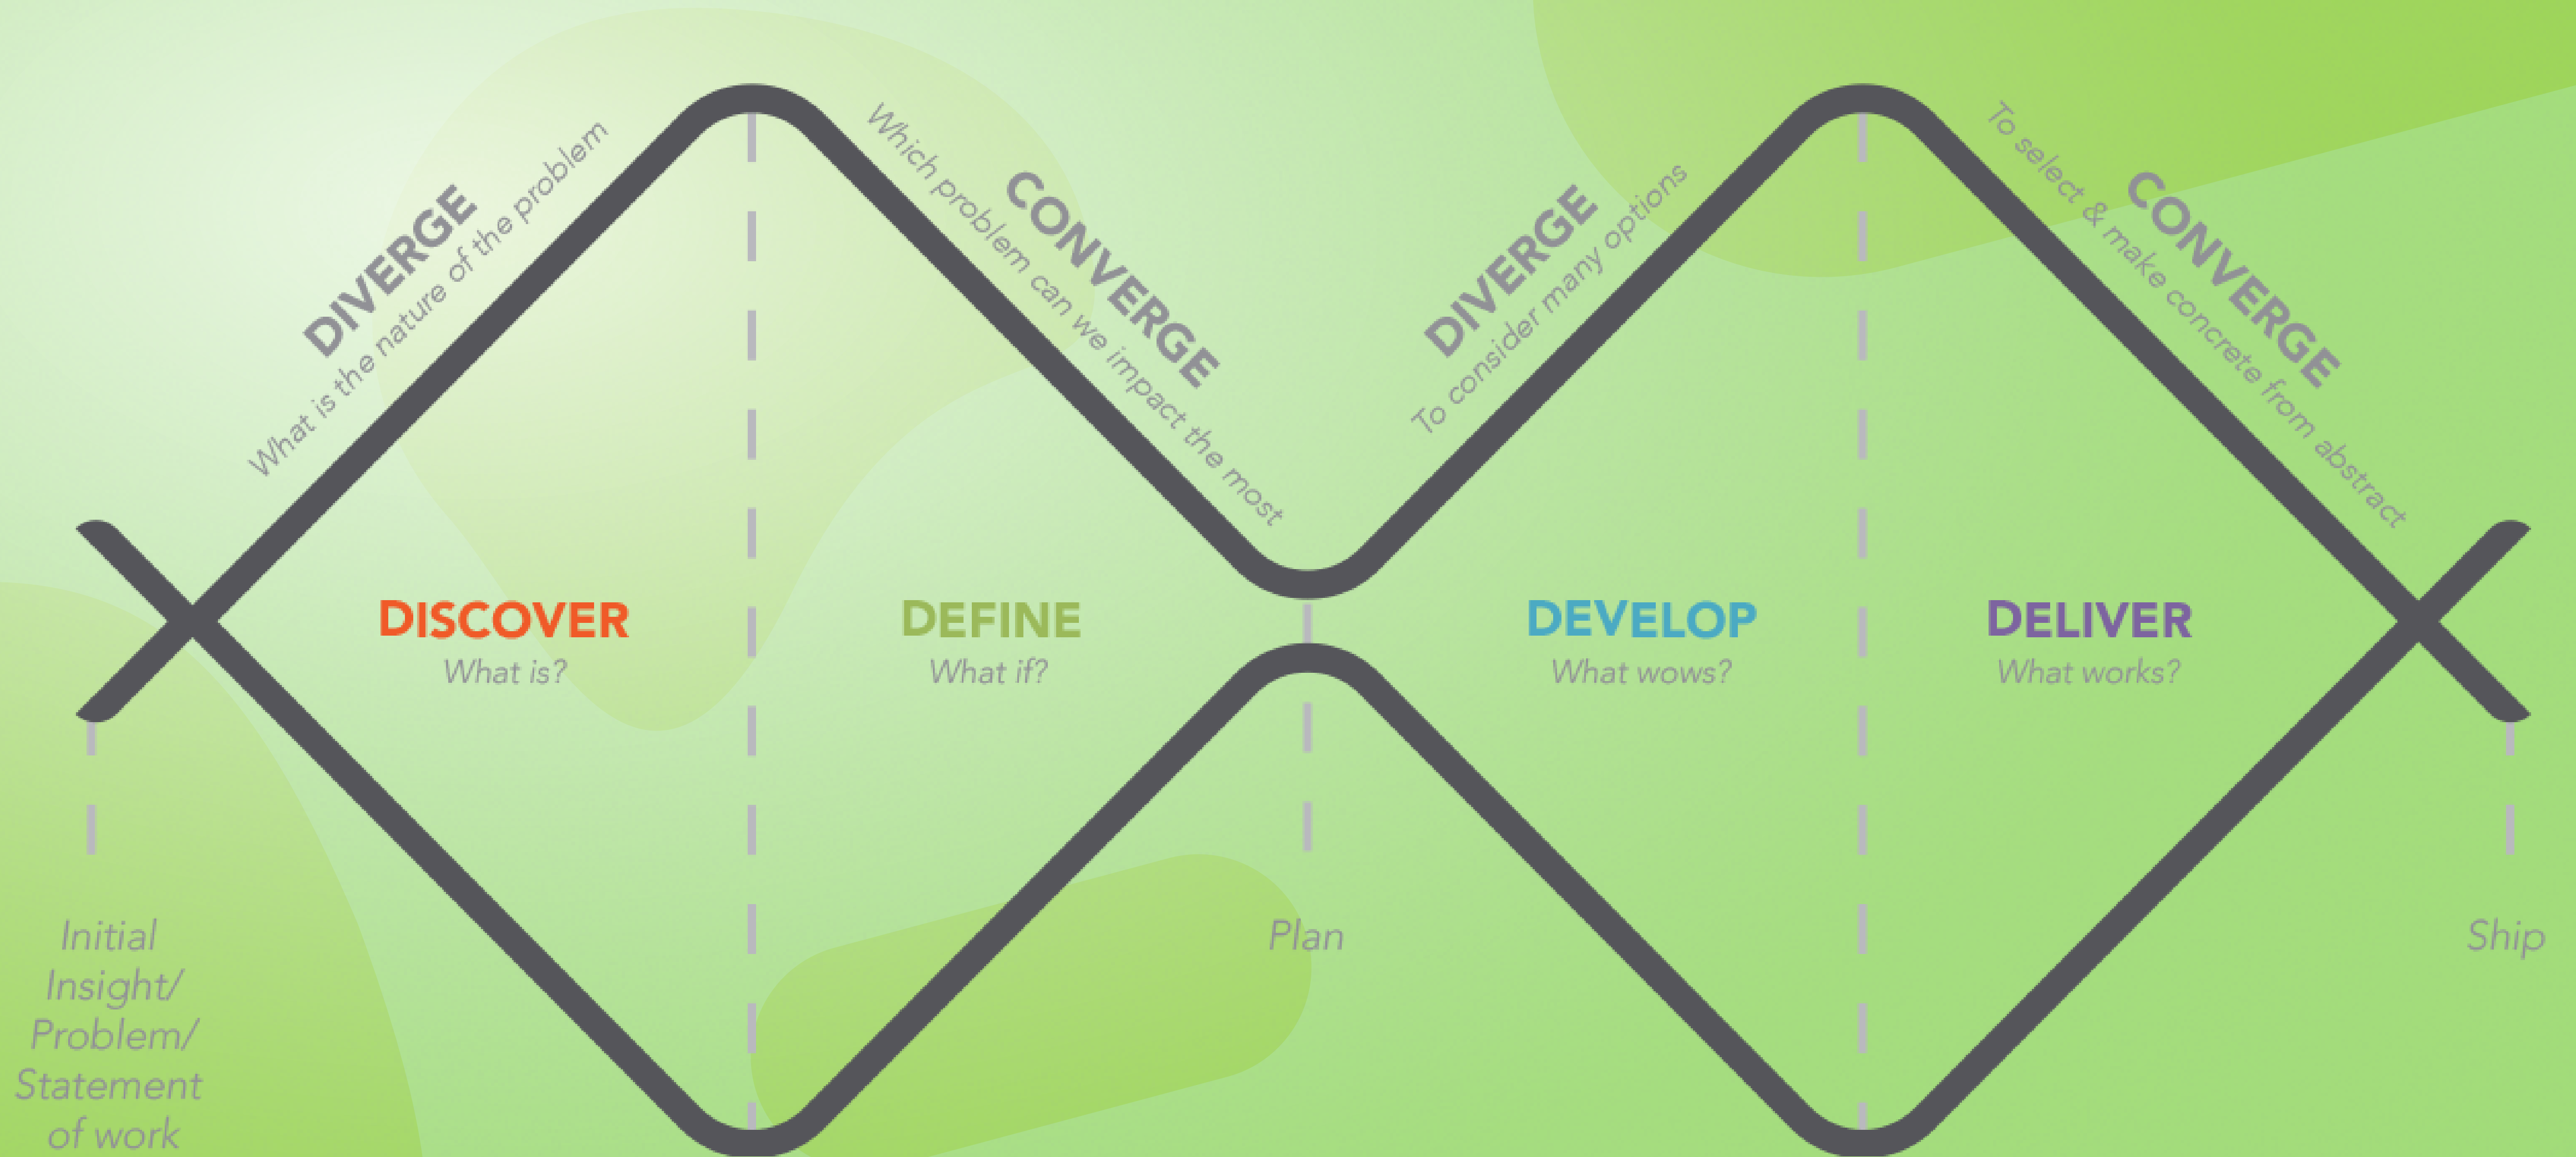 DIVERGE
What is the nature of the problem
CONVERGE
Which problem can we impact the most
DIVERGE
To consider many options
CONVERGE
To select & make concrete from abstract
DISCOVER
What is?
DEFINE
What if?
DEVELOP
What wows?
DELIVER
What works?
Initial
Insight/
Problem/
Statement
of work
Plan
Ship